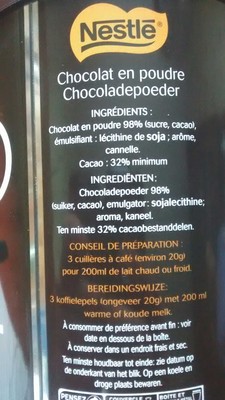 Nestlé
Chocolat en poudre
Chocoladepoeder
INGRÉDIENTS :
Chocolat en poudre 98% (sucre, cacao),
émulsifiant : lécithine de soja ; arôme,
cannelle.
Cacao : 32% minimum
INGREDIËNTEN :
Chocoladepoeder 98%
(suiker, cacao), emulgator: sojalecithine;
aroma, kaneel.
Ten minste 32% cacaobestanddelen.
CONSEIL DE PRÉPARATION :
3 cuillères à café (environ 20g)
pour 200ml de lait chaud ou froid.
BEREIDINGSWIJZE:
3 koffielepels (ongeveer 20g) met 200 ml
warme of koude melk.
À consommer de préférence avant fin : voir
date en dessous de la boîte.
À conserver dans un endroit frais et sec.
Ten minste houdbaar tot einde: zie datum op
de onderkant van het blik. Op een koele en
droge plaats bewaren.
PENSEZ
COUVERCLE
BOÎTE ET